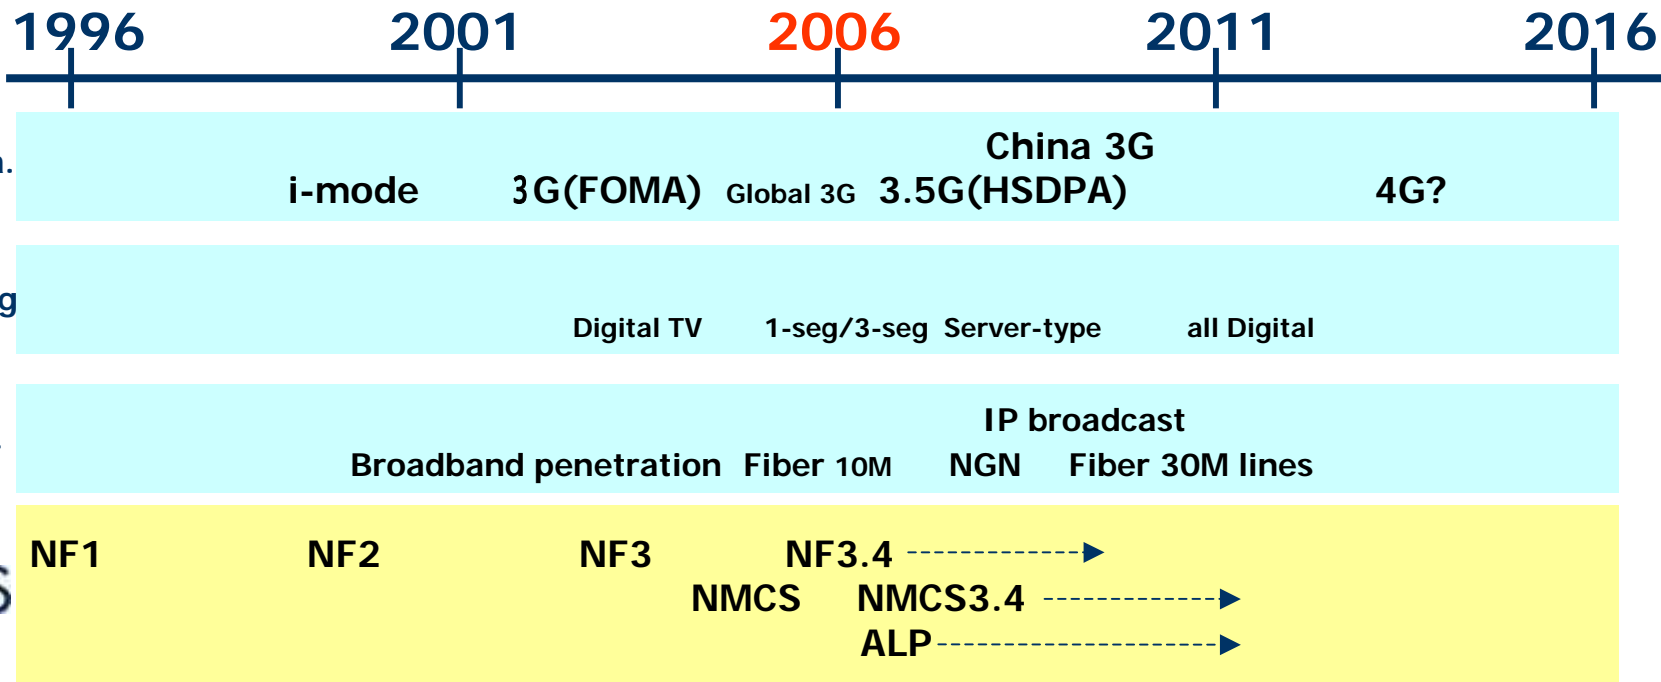 1996 2001 2006 2011 2016
China 3G
i-mode 3G(FOMA) Global 3G 3.5G(HSDPA) 4G?
Digital TV 1-seg/3-seg Server-type all Digital
IP broadcast
Broadband penetration Fiber 10M NGN Fiber 30M lines
NF1 NF2 NF3 NF3.4
NMCS NMCS3.4
ALP